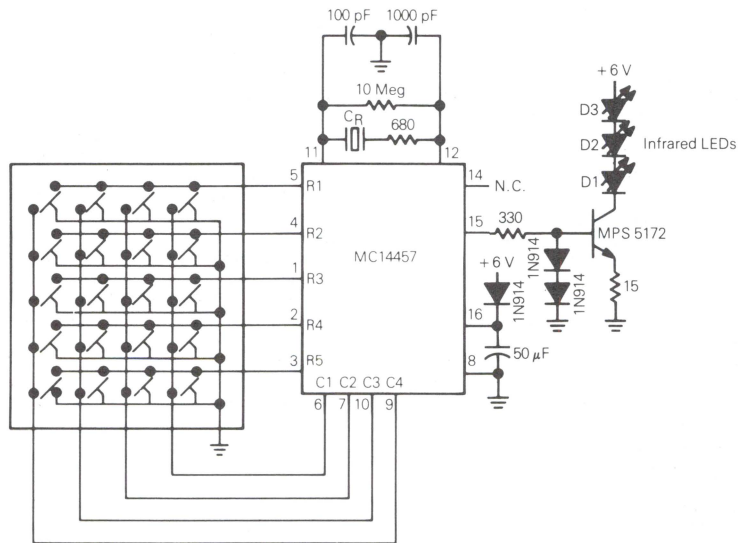 100 pF
1000 pF
10 Meg
C_R
680
11
12
+ 6 V
D3
D2
Infrared LEDs
D1
5
R1
14
N.C.
4
R2
15
330
MPS 5172
1
R3
MC14457
+ 6 V
1N914
1N914
1N914
15
2
R4
16
50 µF
3
R5
8
C1 C2 C3 C4
6 7 10 9